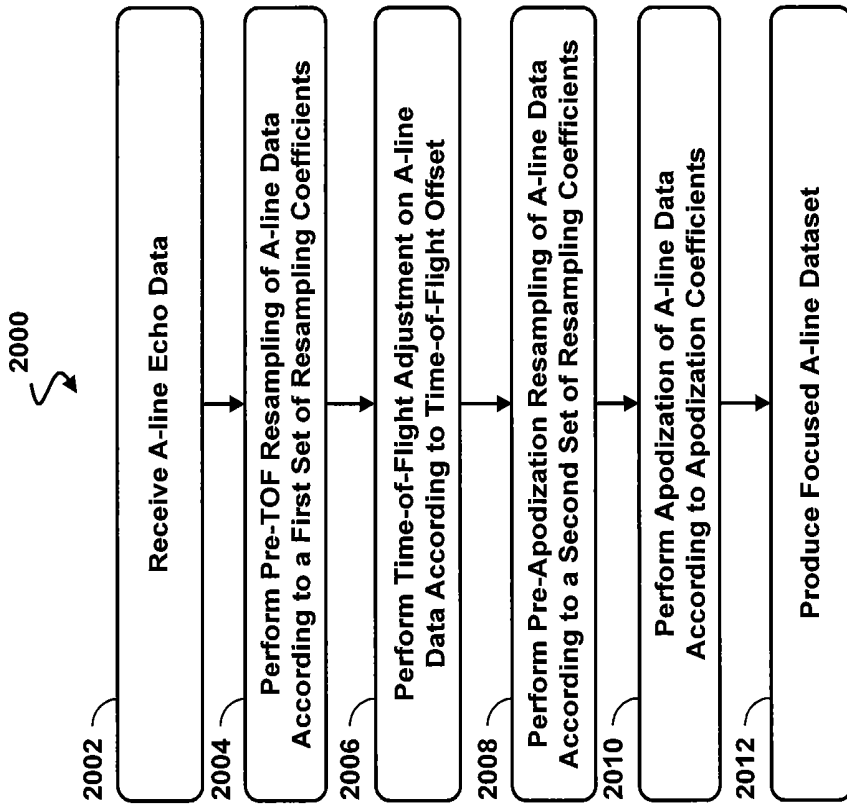 2000
2002
Receive A-line Echo Data
2004
Perform Pre-TOF Resampling of A-line Data
According to a First Set of Resampling Coefficients
2006
Perform Time-of-Flight Adjustment on A-line
Data According to Time-of-Flight Offset
2008
Perform Pre-Apodization Resampling of A-line Data
According to a Second Set of Resampling Coefficients
2010
Perform Apodization of A-line Data
According to Apodization Coefficients
2012
Produce Focused A-line Dataset